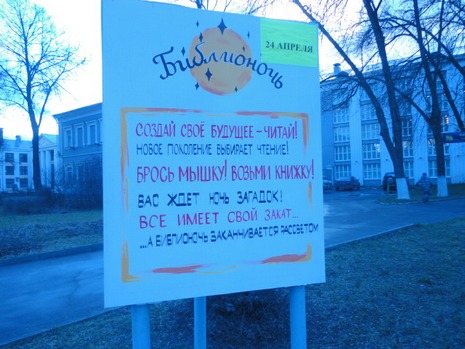 Библионочь
24 АПРЕЛЯ
СОЗДАЙ СВОЁ БУДУЩЕЕ – ЧИТАЙ!
НОВОЕ ПОКОЛЕНИЕ ВЫБИРАЕТ ЧТЕНИЕ!
БРОСЬ МЫШКУ! ВОЗЬМИ КНИЖКУ!
ВАС ЖДЕТ НОЧЬ ЗАГАДОК!
ВСЕ ИМЕЕТ СВОЙ ЗАКАТ...
...А БИБЛИОНОЧЬ ЗАКАНЧИВАЕТСЯ РАССВЕТОМ